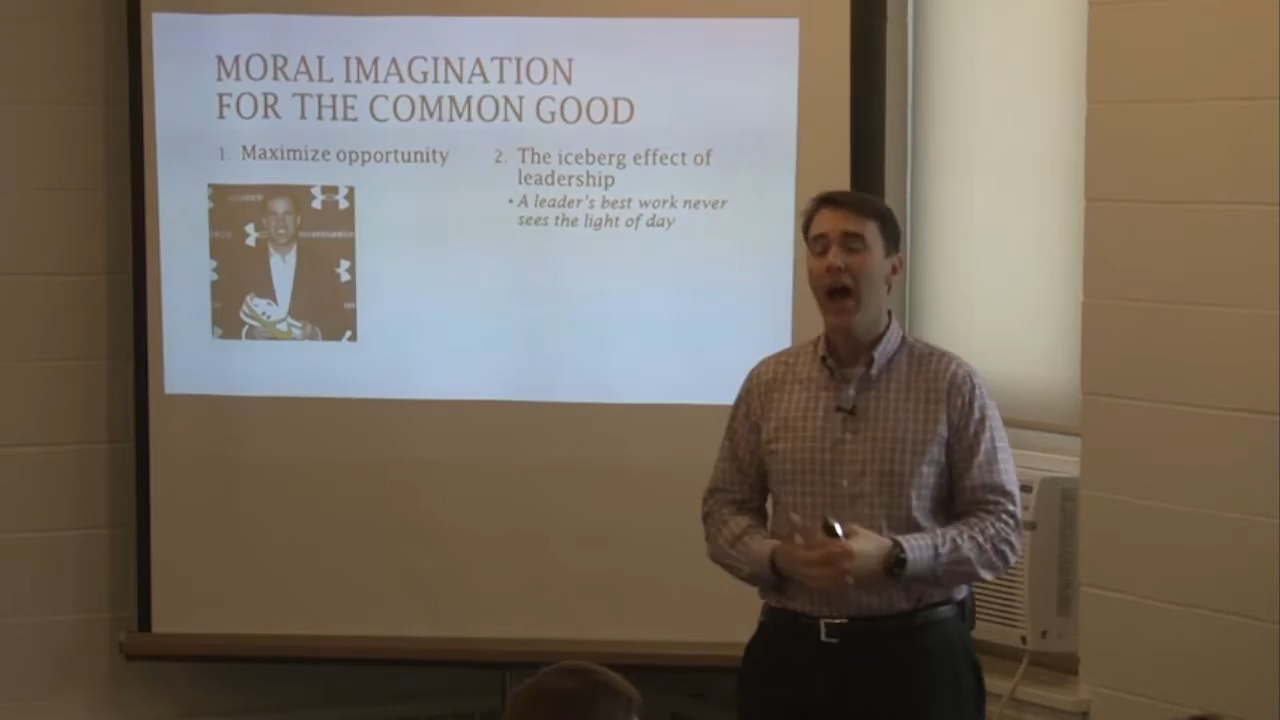 MORAL IMAGINATION
FOR THE COMMON GOOD
1. Maximize opportunity
2. The iceberg effect of
leadership
• A leader's best work never
sees the light of day